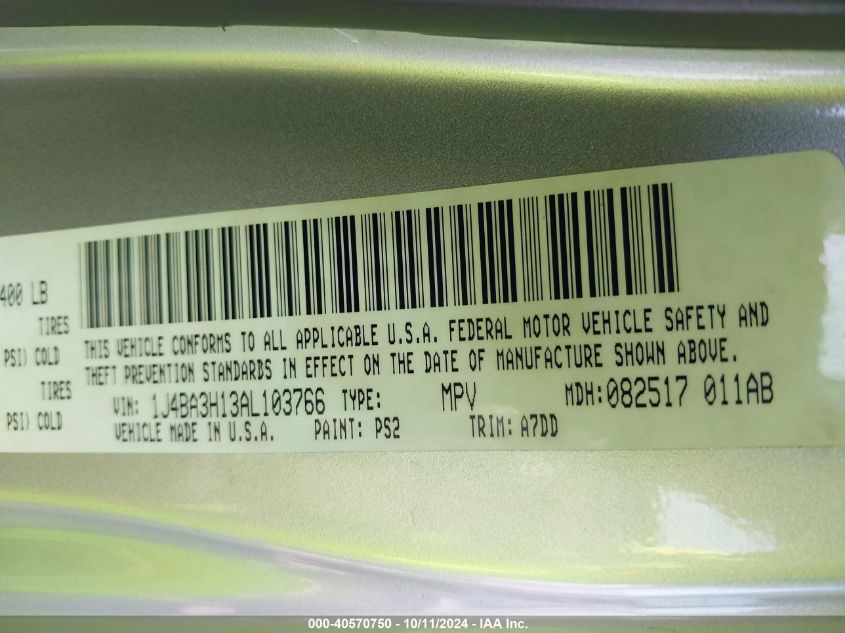 400 LB
TIRES
PSI) COLD
TIRES
PSI) COLD
THIS VEHICLE CONFORMS TO ALL APPLICABLE U.S.A. FEDERAL MOTOR VEHICLE SAFETY AND
THEFT PREVENTION STANDARDS IN EFFECT ON THE DATE OF MANUFACTURE SHOWN ABOVE.
VIN: 1J4BA3H13AL103766 TYPE: MPV MDH:082517 011AB
VEHICLE MADE IN U.S.A. PAINT: PS2 TRIM: A7DD
000-40570750 - 10/11/2024 - IAA Inc.